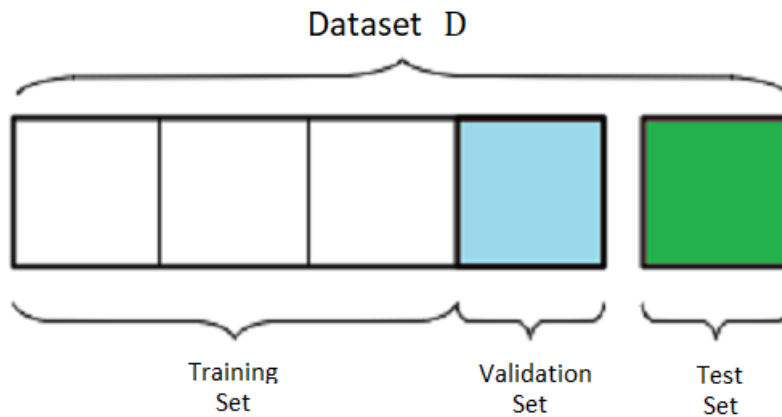 Dataset D
Training
Set
Validation
Set
Test
Set